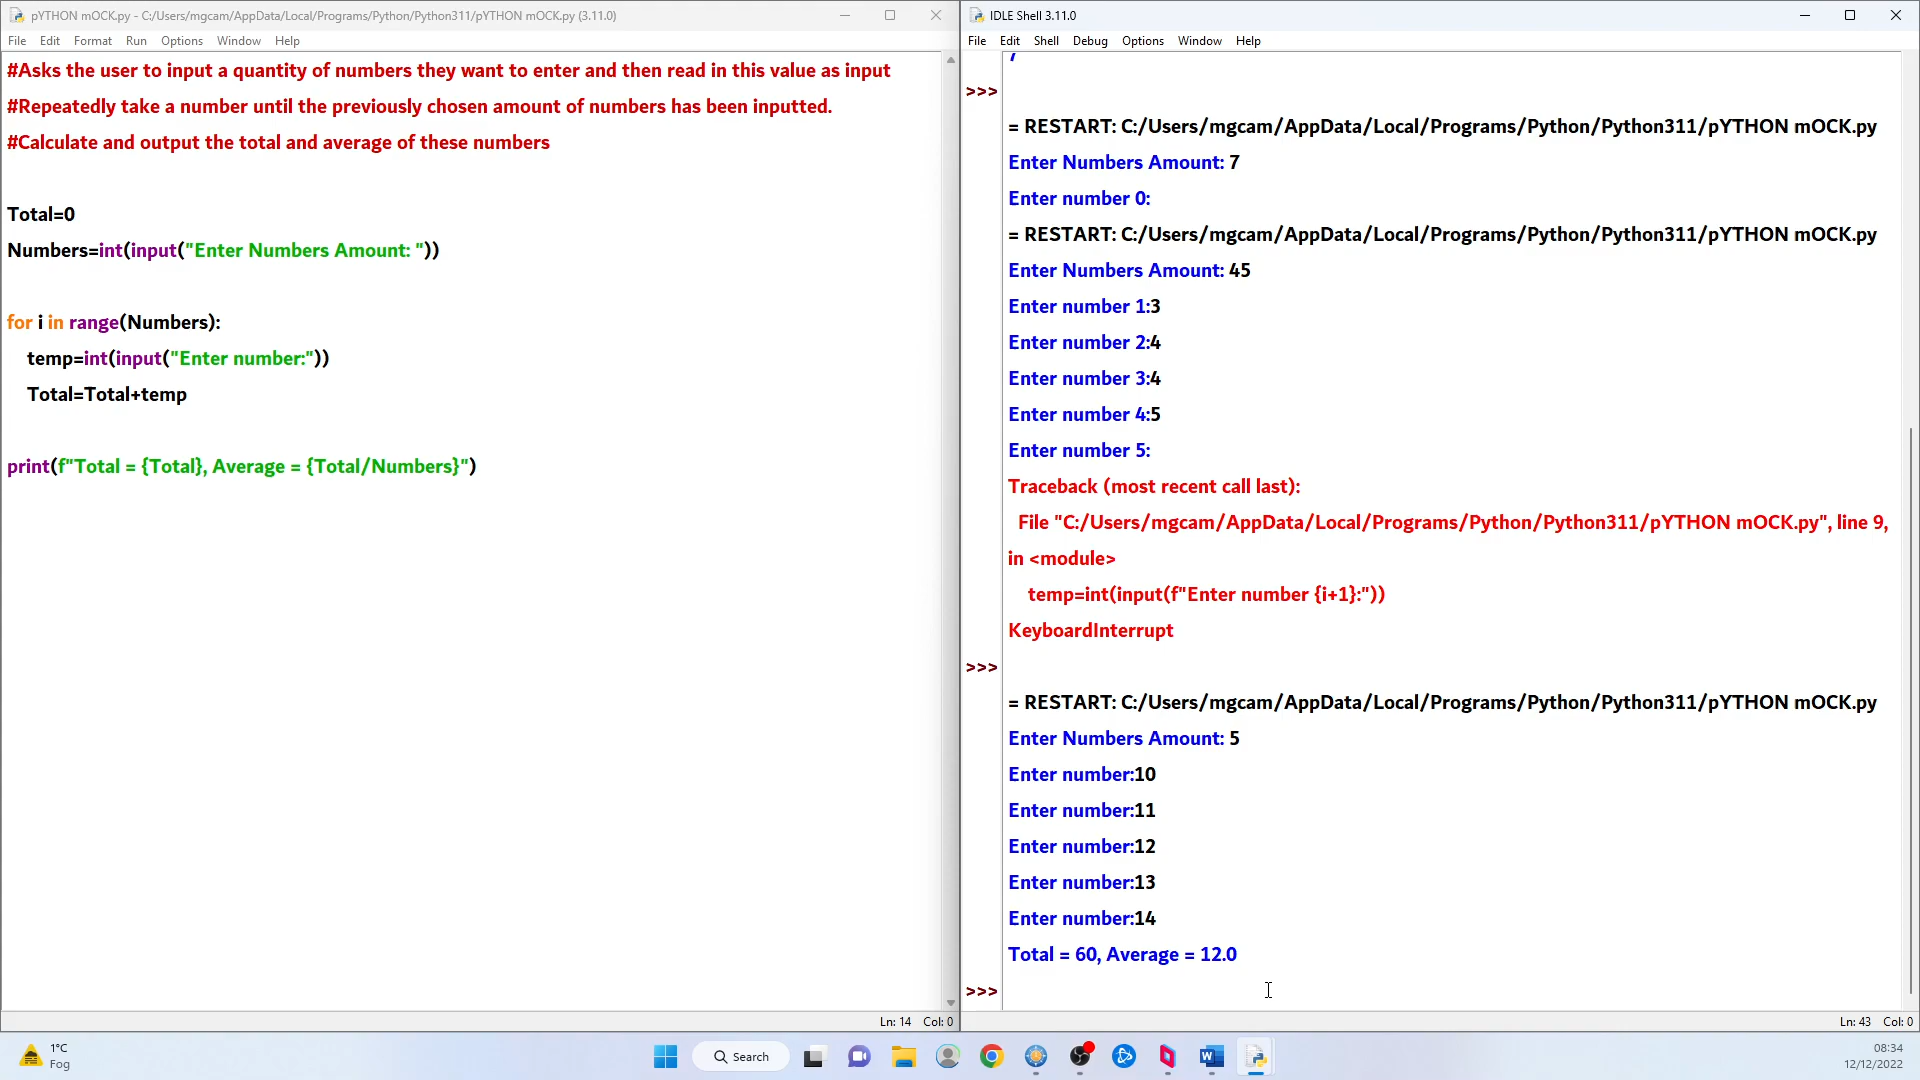 pYTHON mOCK.py - C:/Users/mgcam/AppData/Local/Programs/Python/Python311/pYTHON mOCK.py (3.11.0)
File Edit Format Run Options Window Help
#Asks the user to input a quantity of numbers they want to enter and then read in this value as input
#Repeatedly take a number until the previously chosen amount of numbers has been inputted.
#Calculate and output the total and average of these numbers
Total=0
Numbers=int(input("Enter Numbers Amount: "))
for i in range(Numbers):
    temp=int(input("Enter number:"))
    Total=Total+temp
print(f"Total = {Total}, Average = {Total/Numbers}")
Ln: 14 Col: 0
IDLE Shell 3.11.0
File Edit Shell Debug Options Window Help
>>>
= RESTART: C:/Users/mgcam/AppData/Local/Programs/Python/Python311/pYTHON mOCK.py
Enter Numbers Amount: 7
Enter number 0:
= RESTART: C:/Users/mgcam/AppData/Local/Programs/Python/Python311/pYTHON mOCK.py
Enter Numbers Amount: 45
Enter number 1:3
Enter number 2:4
Enter number 3:4
Enter number 4:5
Enter number 5:
Traceback (most recent call last):
  File "C:/Users/mgcam/AppData/Local/Programs/Python/Python311/pYTHON mOCK.py", line 9,
in <module>
    temp=int(input(f"Enter number {i+1}:"))
KeyboardInterrupt
>>>
= RESTART: C:/Users/mgcam/AppData/Local/Programs/Python/Python311/pYTHON mOCK.py
Enter Numbers Amount: 5
Enter number:10
Enter number:11
Enter number:12
Enter number:13
Enter number:14
Total = 60, Average = 12.0
>>>
Ln: 43 Col: 0
1°C
Fog
Search
08:34
12/12/2022